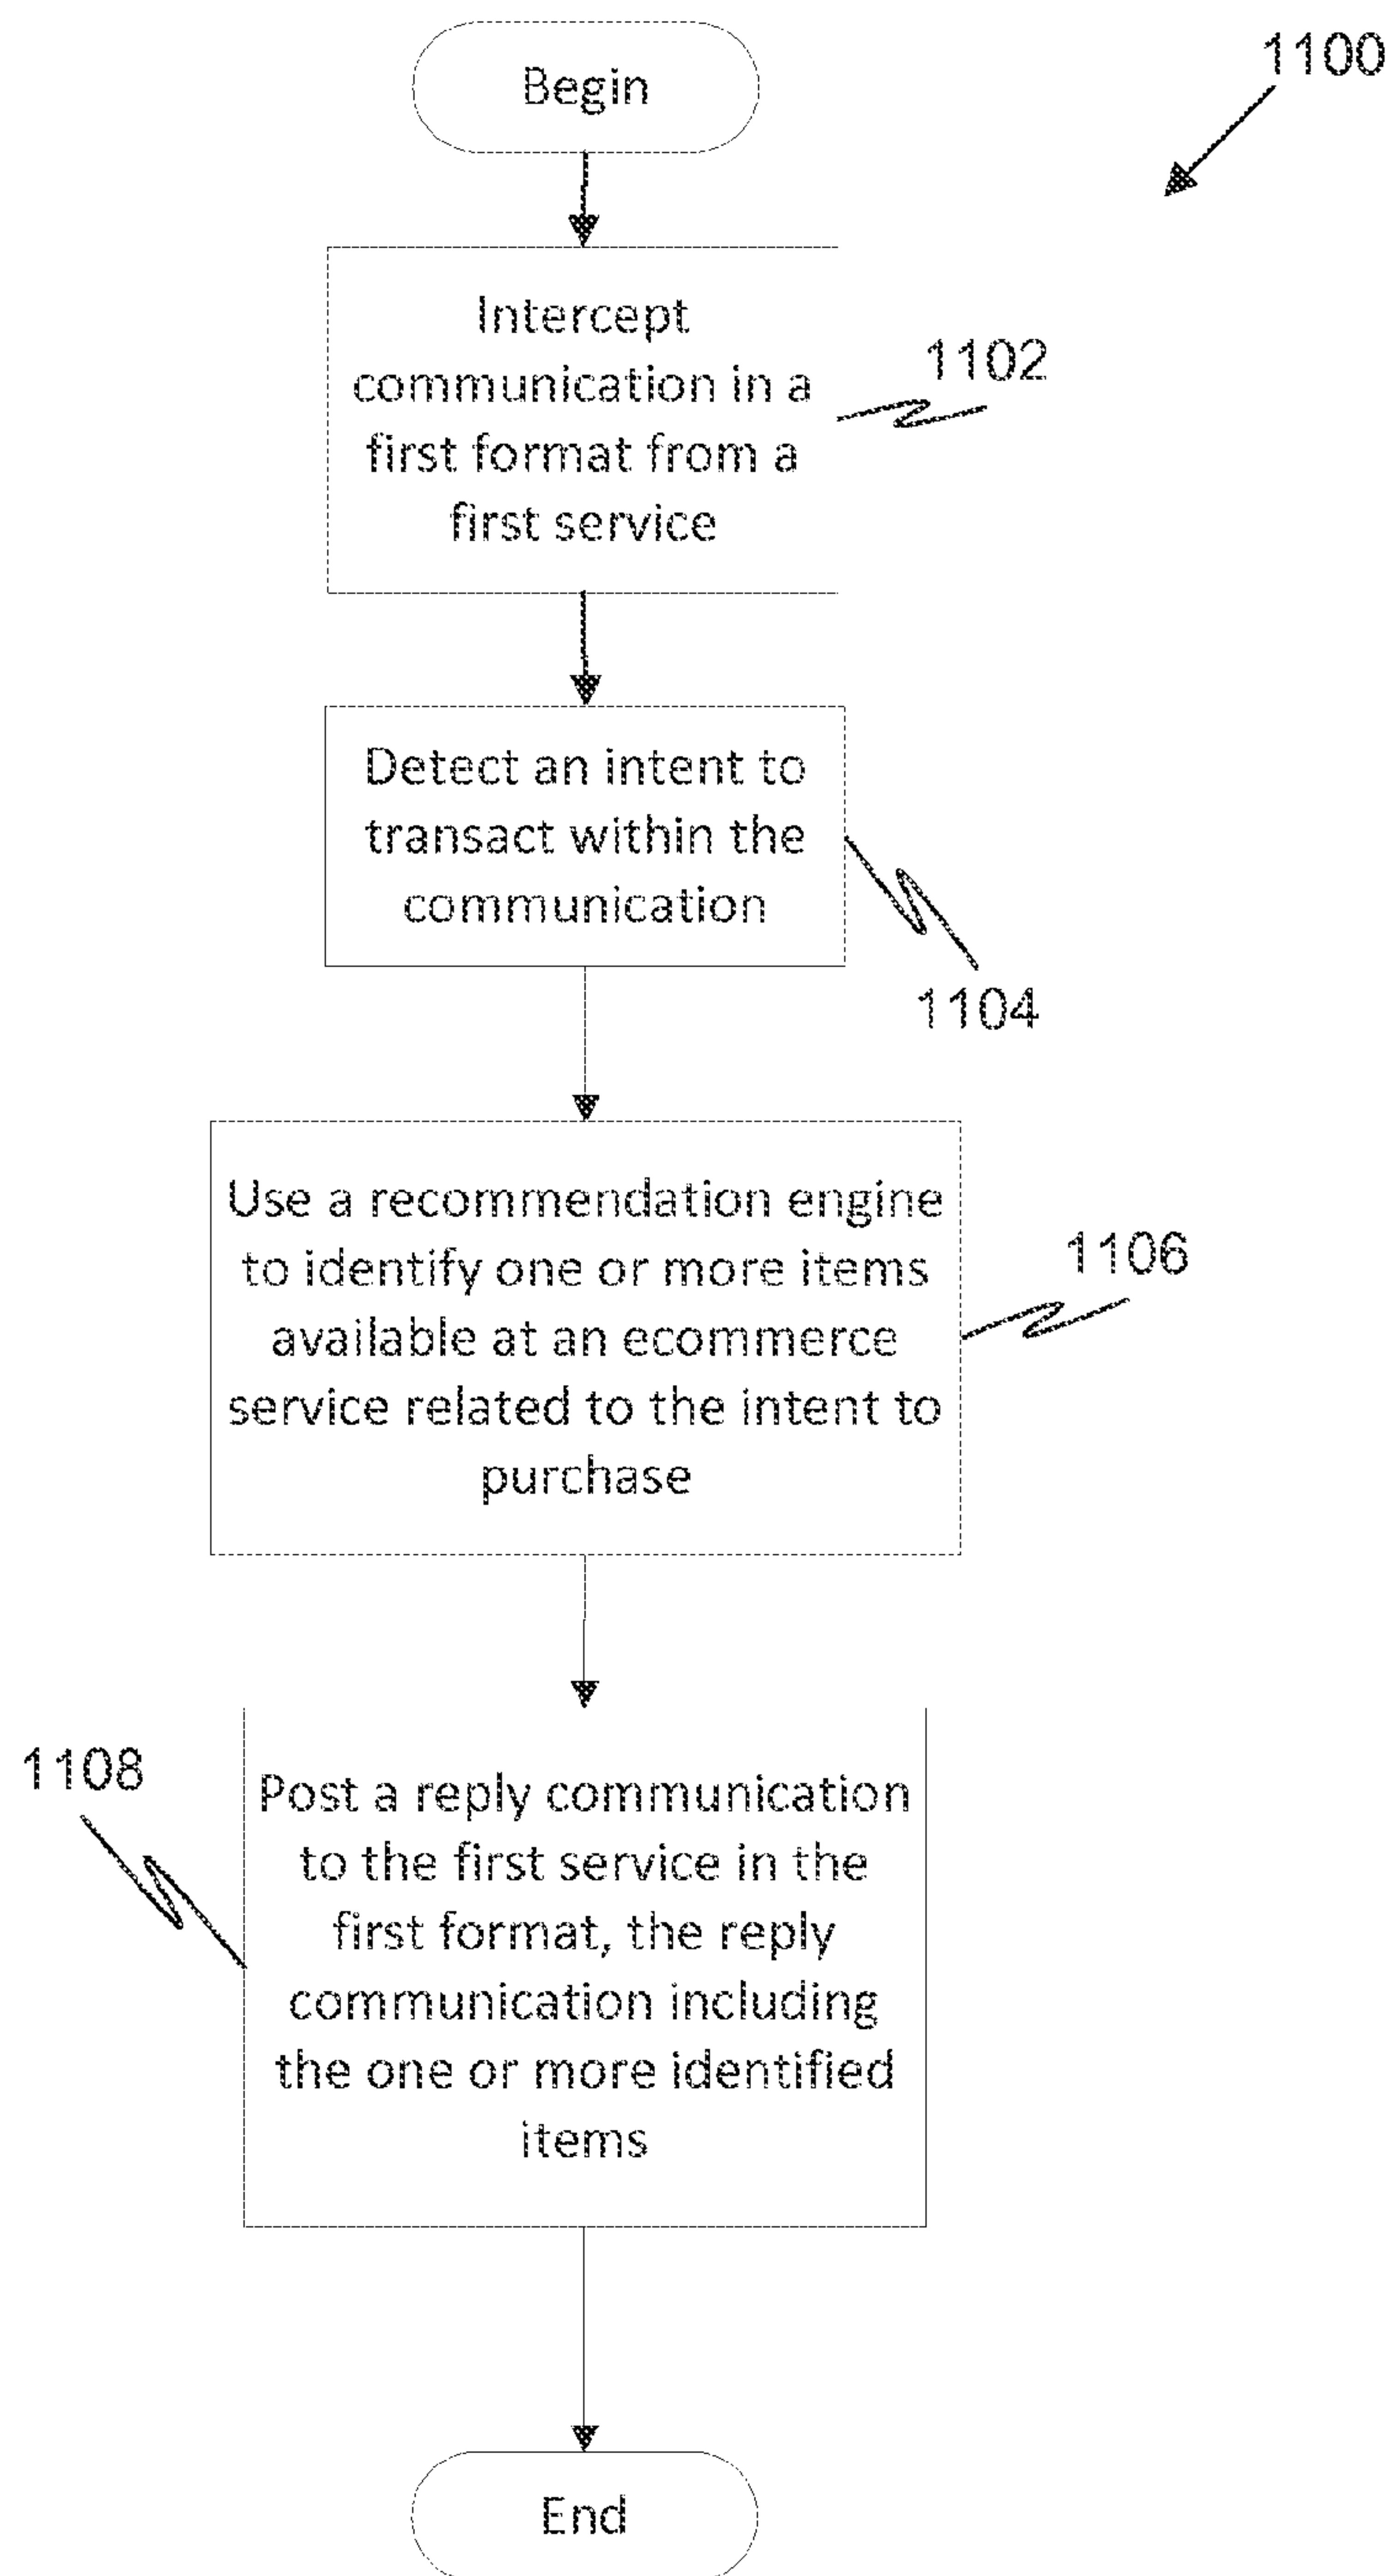 Begin
1100
Intercept
communication in a
first format from a
first service
1102
Detect an intent to
transact within the
communication
1104
Use a recommendation engine
to identify one or more items
available at an ecommerce
service related to the intent to
purchase
1106
1108
Post a reply communication
to the first service in the
first format, the reply
communication including
the one or more identified
items
End